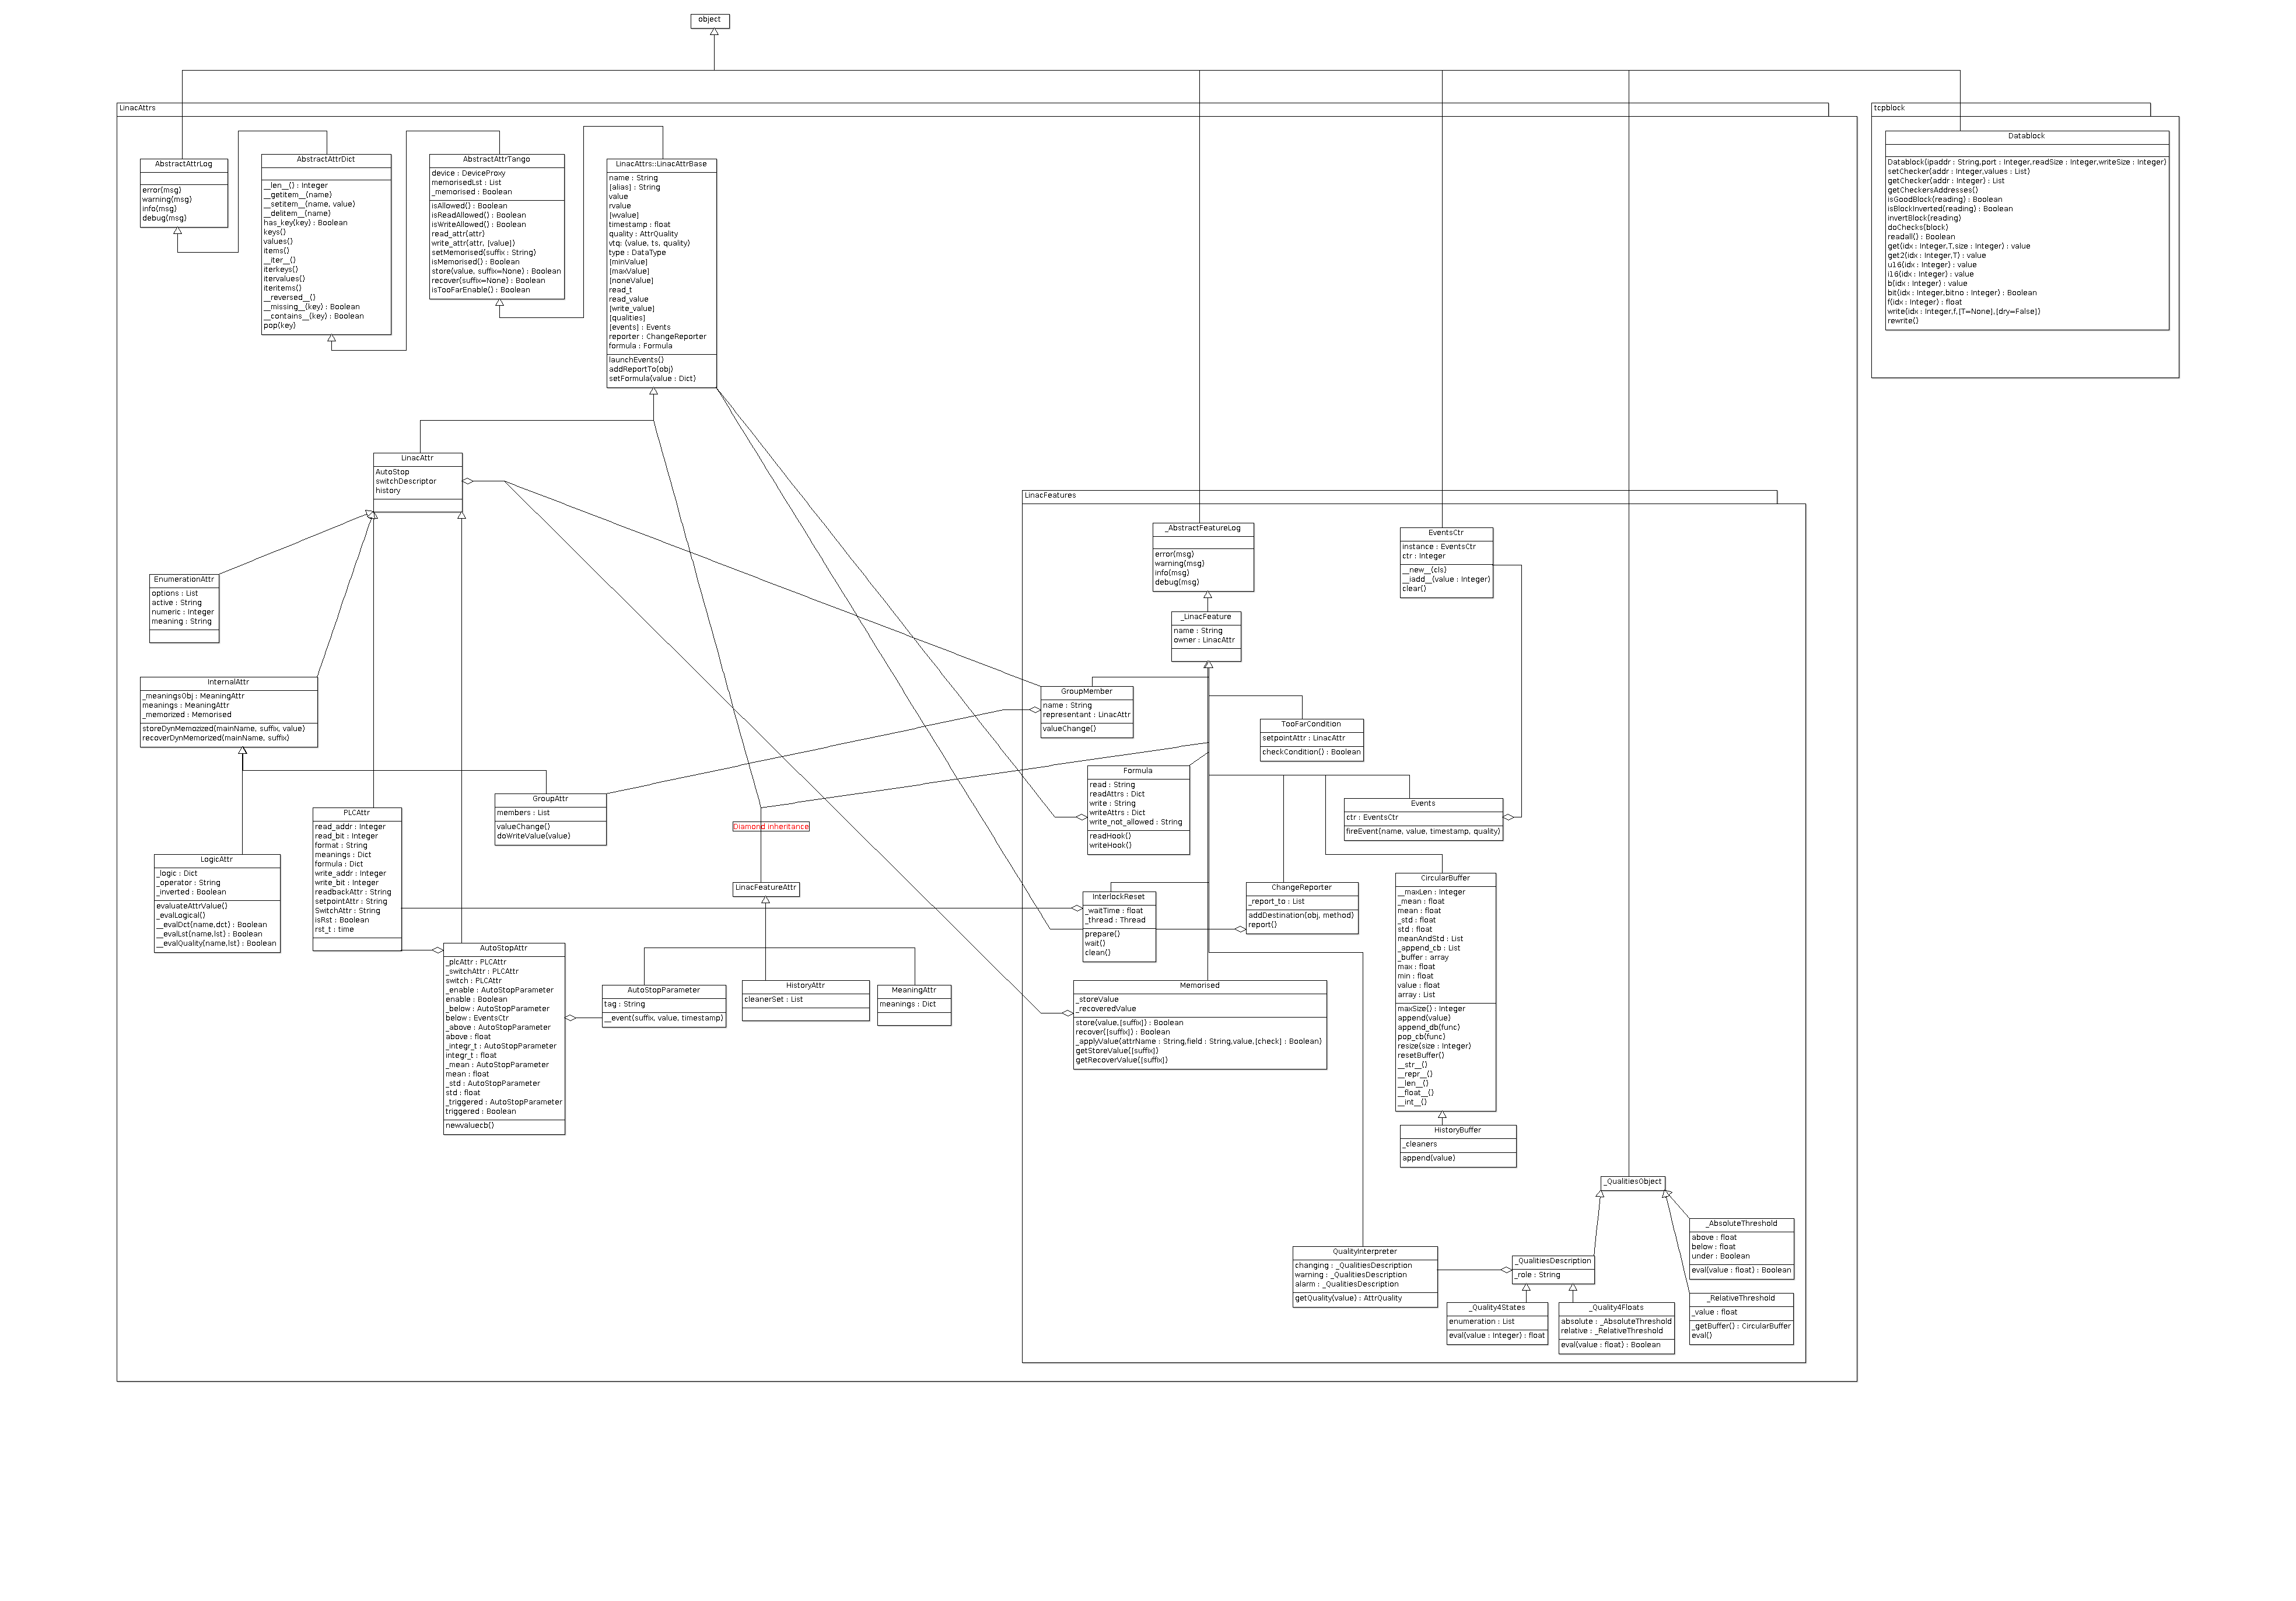 object
LinacAttrs
tcpblock
Datablock
Datablock(ipaddr : String,port : Integer,readSize : Integer,writeSize : Integer)
setChecker(addr : Integer,values : List)
getChecker(addr : Integer) : List
getCheckersAddresses()
isGoodBlock(reading) : Boolean
isBlockInverted(reading) : Boolean
invertBlock(reading)
doChecks(block)
readall() : Boolean
get(idx : Integer,T,size : Integer) : value
get2(idx : Integer,T) : value
u16(idx : Integer) : value
i16(idx : Integer) : value
b(idx : Integer) : value
bit(idx : Integer,bitno : Integer) : Boolean
f(idx : Integer) : float
write(idx : Integer,f,[T=None],[dry=False])
rewrite()
AbstractAttrLog
error(msg)
warning(msg)
info(msg)
debug(msg)
AbstractAttrDict
__len__() : Integer
__getitem__(name)
__setitem__(name, value)
__delitem__(name)
has_key(key) : Boolean
keys()
values()
items()
__iter__()
iterkeys()
itervalues()
iteritems()
__reversed__()
__missing__(key) : Boolean
__contains__(key) : Boolean
pop(key)
AbstractAttrTango
device : DeviceProxy
memorisedLst : List
_memorised : Boolean
isAllowed() : Boolean
isReadAllowed() : Boolean
isWriteAllowed() : Boolean
read_attr(attr)
write_attr(attr, [value])
setMemorised(suffix : String)
isMemorised() : Boolean
store(value, suffix=None) : Boolean
recover(suffix=None) : Boolean
isTooFarEnable() : Boolean
LinacAttrs::LinacAttrBase
name : String
[alias] : String
value
rvalue
[wvalue]
timestamp : float
quality : AttrQuality
vtq: (value, ts, quality)
type : DataType
[minValue]
[maxValue]
[noneValue]
read_t
read_value
[write_value]
[qualities]
[events] : Events
reporter : ChangeReporter
formula : Formula
launchEvents()
addReportTo(obj)
setFormula(value : Dict)
LinacAttr
AutoStop
switchDescriptor
history
LinacFeatures
_AbstractFeatureLog
error(msg)
warning(msg)
info(msg)
debug(msg)
EventsCtr
instance : EventsCtr
ctr : Integer
__new__(cls)
__iadd__(value : Integer)
clear()
EnumerationAttr
options : List
active : String
numeric : Integer
meaning : String
_LinacFeature
name : String
owner : LinacAttr
InternalAttr
_meaningsObj : MeaningAttr
meanings : MeaningAttr
_memorized : Memorised
storeDynMemozized(mainName, suffix, value)
recoverDynMemorized(mainName, suffix)
GroupMember
name : String
representant : LinacAttr
valueChange()
TooFarCondition
setpointAttr : LinacAttr
checkCondition() : Boolean
Formula
read : String
readAttrs : Dict
write : String
writeAttrs : Dict
write_not_allowed : String
readHook()
writeHook()
GroupAttr
members : List
valueChange()
doWriteValue(value)
Diamond inheritance
Events
ctr : EventsCtr
fireEvent(name, value, timestamp, quality)
PLCAttr
read_addr : Integer
read_bit : Integer
format : String
meanings : Dict
formula : Dict
write_addr : Integer
write_bit : Integer
readbackAttr : String
setpointAttr : String
SwitchAttr : String
isRst : Boolean
rst_t : time
LogicAttr
_logic : Dict
_operator : String
_inverted : Boolean
evaluateAttrValue()
_evalLogical()
__evalDct(name,dct) : Boolean
__evalLst(name,lst) : Boolean
__evalQuality(name,lst) : Boolean
LinacFeatureAttr
InterlockReset
_waitTime : float
_thread : Thread
prepare()
wait()
clean()
ChangeReporter
_report_to : List
addDestination(obj, method)
report()
CircularBuffer
__maxLen : Integer
_mean : float
mean : float
_std : float
std : float
meanAndStd : List
_append_cb : List
_buffer : array
max : float
min : float
value : float
array : List
maxSize() : Integer
append(value)
append_db(func)
pop_cb(func)
resize(size : Integer)
resetBuffer()
__str__()
__repr__()
__len__()
__float__()
__int__()
AutoStopAttr
_plcAttr : PLCAttr
_switchAttr : PLCAttr
switch : PLCAttr
_enable : AutoStopParameter
enable : Boolean
_below : AutoStopParameter
below : EventsCtr
_above : AutoStopParameter
above : float
_integr_t : AutoStopParameter
integr_t : float
_mean : AutoStopParameter
mean : float
_std : AutoStopParameter
std : float
_triggered : AutoStopParameter
triggered : Boolean
newvaluecb()
AutoStopParameter
tag : String
__event(suffix, value, timestamp)
HistoryAttr
cleanerSet : List
MeaningAttr
meanings : Dict
Memorised
_storeValue
_recoveredValue
store(value,[suffix]) : Boolean
recover([suffix]) : Boolean
_applyValue(attrName : String,field : String,value,[check] : Boolean)
getStoreValue([suffix])
getRecoverValue([suffix])
HistoryBuffer
_cleaners
append(value)
_QualitiesObject
_AbsoluteThreshold
above : float
below : float
under : Boolean
eval(value : float) : Boolean
QualityInterpreter
changing : _QualitiesDescription
warning : _QualitiesDescription
alarm : _QualitiesDescription
getQuality(value) : AttrQuality
_QualitiesDescription
_role : String
_RelativeThreshold
_value : float
_getBuffer() : CircularBuffer
eval()
_Quality4States
enumeration : List
eval(value : Integer) : float
_Quality4Floats
absolute : _AbsoluteThreshold
relative : _RelativeThreshold
eval(value : float) : Boolean